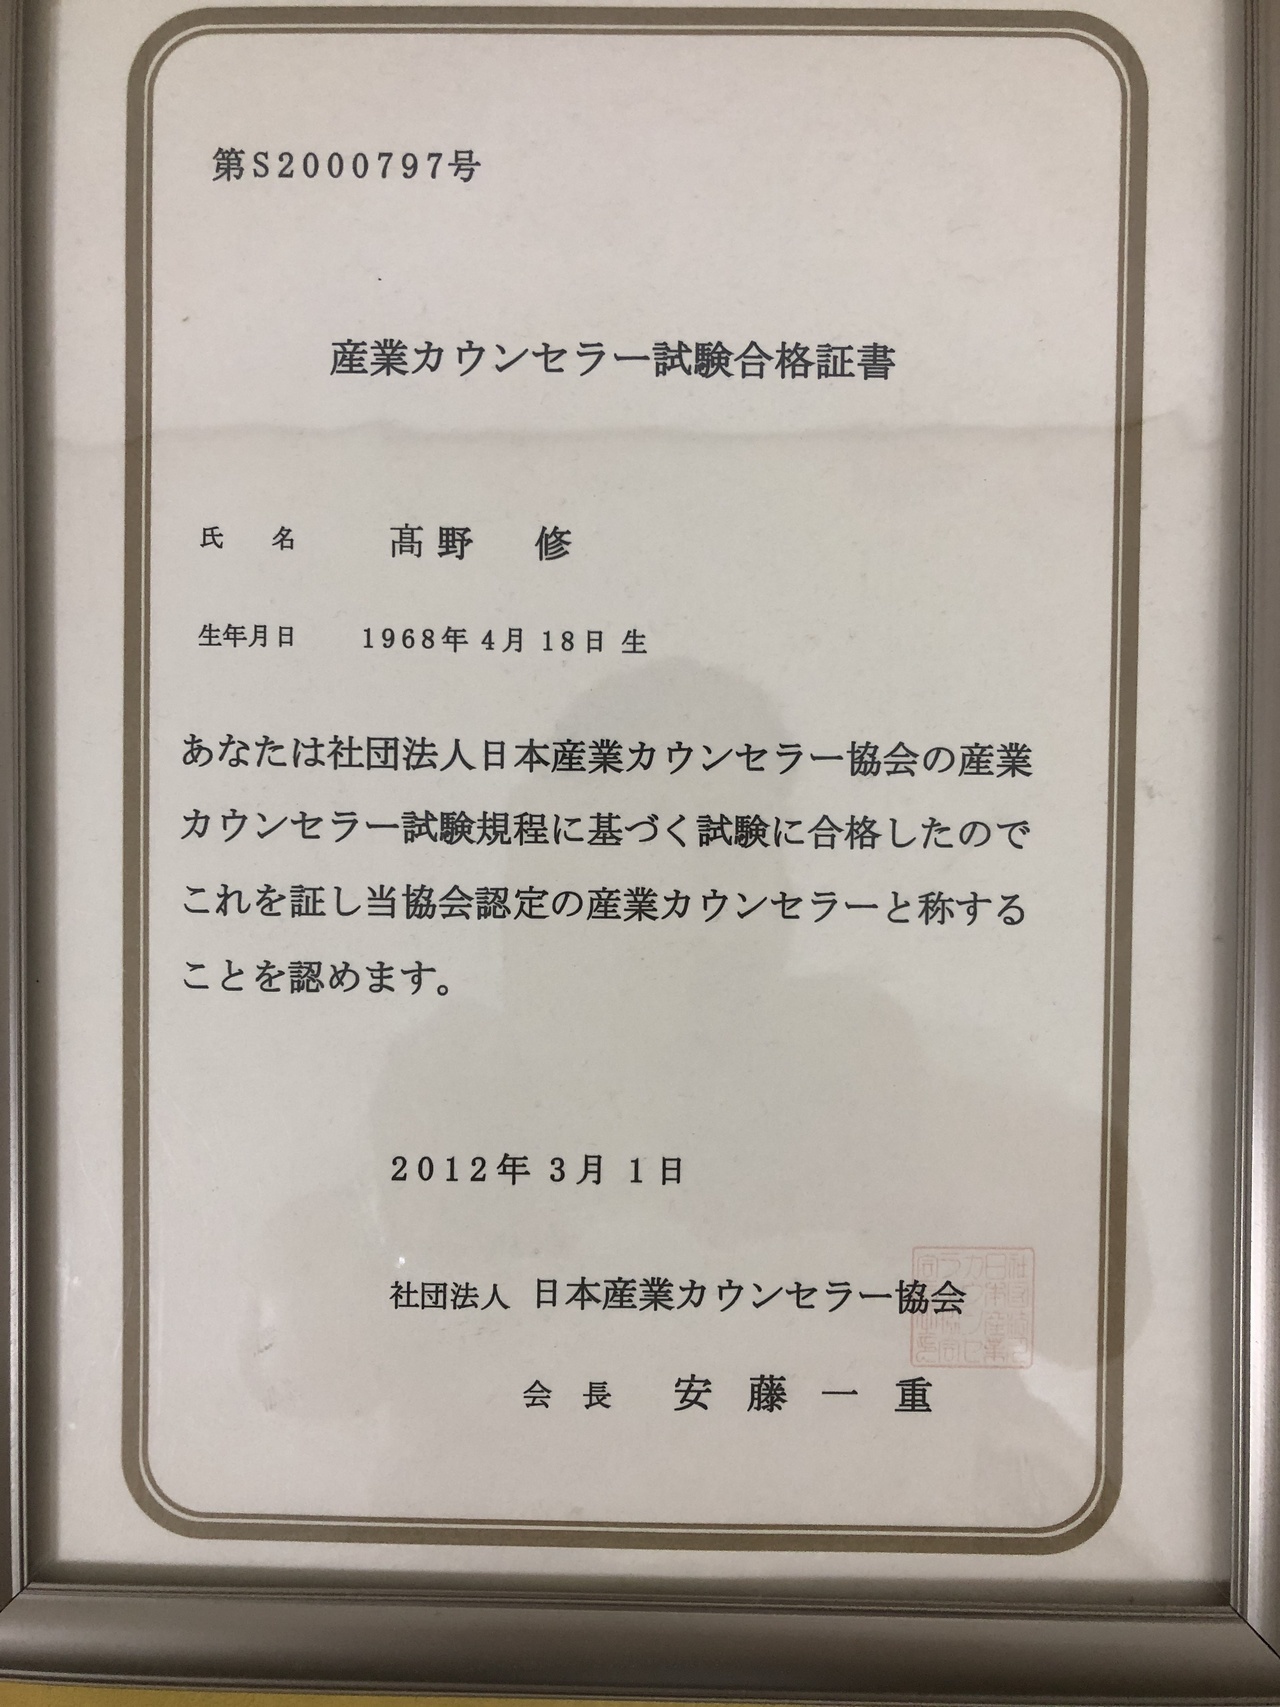 第S2000797号
産業カウンセラー試験合格証書
氏 名 髙野 修
生年月日 1968年 4月 18日 生
あなたは社団法人日本産業カウンセラー協会の産業
カウンセラー試験規程に基づく試験に合格したので
これを証し当協会認定の産業カウンセラーと称する
ことを認めます。
2012年 3月 1日
社団法人 日本産業カウンセラー協会
会 長 安 藤 一 重